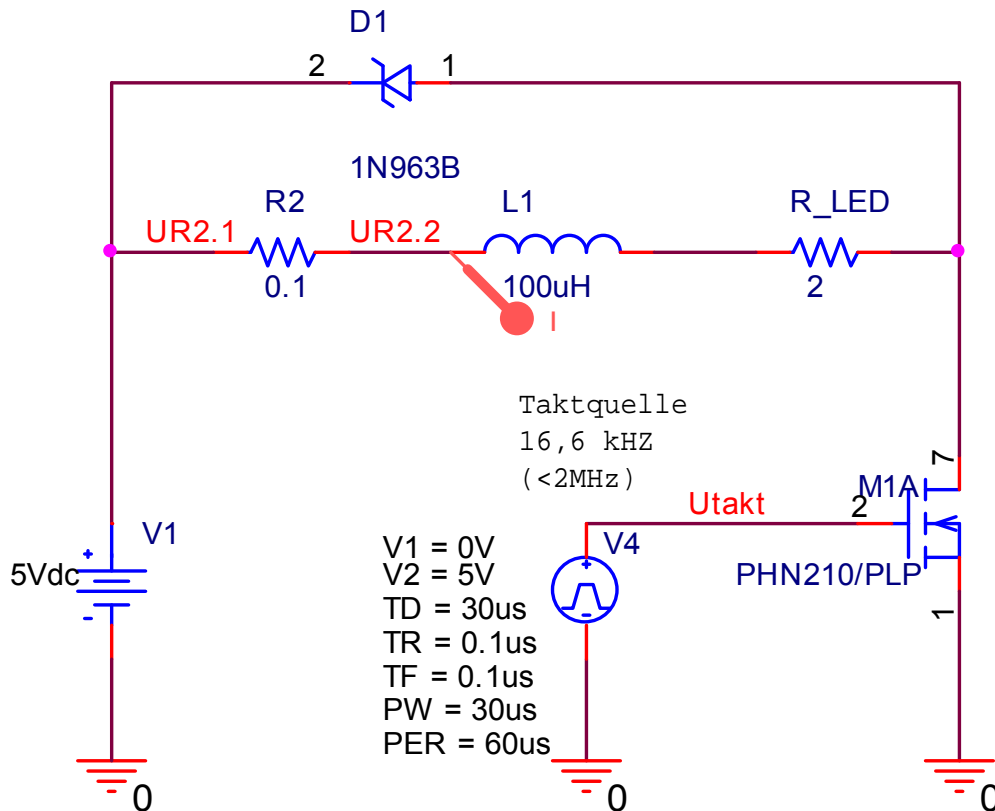 D1
2
1
1N963B
R2
L1
R_LED
UR2.1
UR2.2
0.1
100uH
2
I
Taktquelle
16,6 kHZ
(<2MHz)
7
M1A
Utakt
2
V1
V4
5Vdc
PHN210/PLP
V1 = 0V
V2 = 5V
TD = 30us
TR = 0.1us
TF = 0.1us
PW = 30us
PER = 60us
1
0
0
0